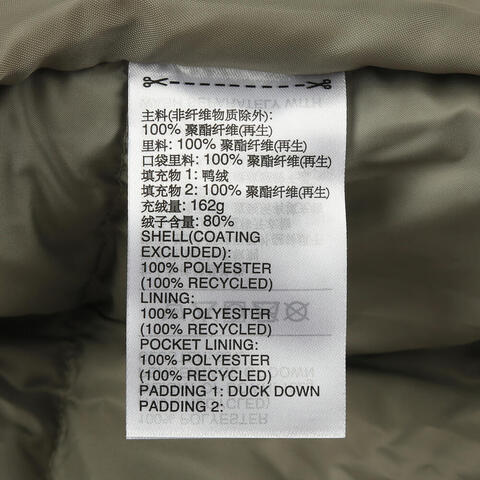 主料(非纤维物质除外):
100% 聚酯纤维(再生)
里料: 100% 聚酯纤维(再生)
口袋里料: 100% 聚酯纤维(再生)
填充物 1: 鸭绒
填充物 2: 100% 聚酯纤维(再生)
充绒量: 162g
绒子含量: 80%
SHELL(COATING
EXCLUDED):
100% POLYESTER
(100% RECYCLED)
LINING:
100% POLYESTER
(100% RECYCLED)
POCKET LINING:
100% POLYESTER
(100% RECYCLED)
PADDING 1: DUCK DOWN
PADDING 2: